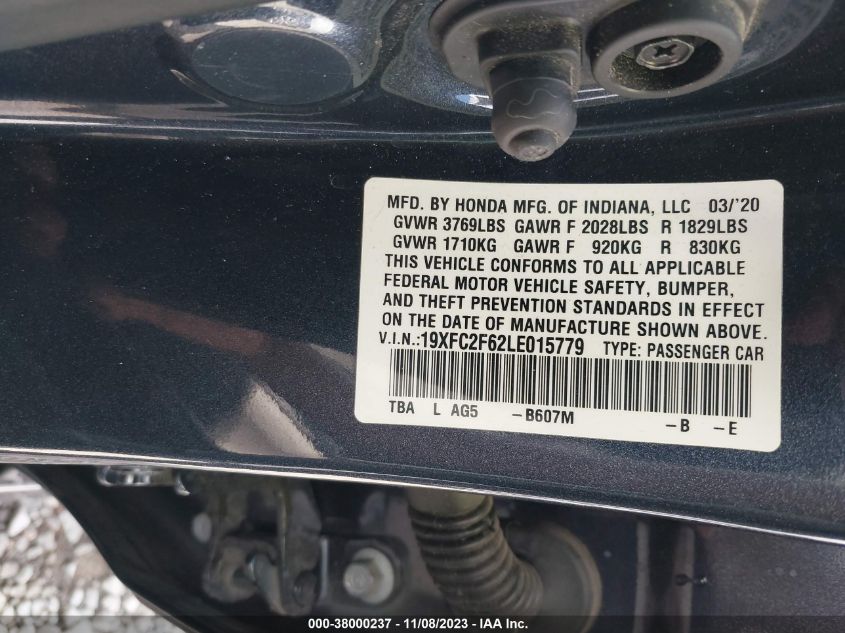 MFD. BY HONDA MFG. OF INDIANA, LLC 03/'20
GVWR 3769LBS GAWR F 2028LBS R 1829LBS
GVWR 1710KG GAWR F 920KG R 830KG
THIS VEHICLE CONFORMS TO ALL APPLICABLE
FEDERAL MOTOR VEHICLE SAFETY, BUMPER,
AND THEFT PREVENTION STANDARDS IN EFFECT
ON THE DATE OF MANUFACTURE SHOWN ABOVE.
V.I.N.:19XFC2F62LE015779 TYPE: PASSENGER CAR
TBA L AG5 -B607M -B -E
000-38000237 - 11/08/2023 - IAA Inc.